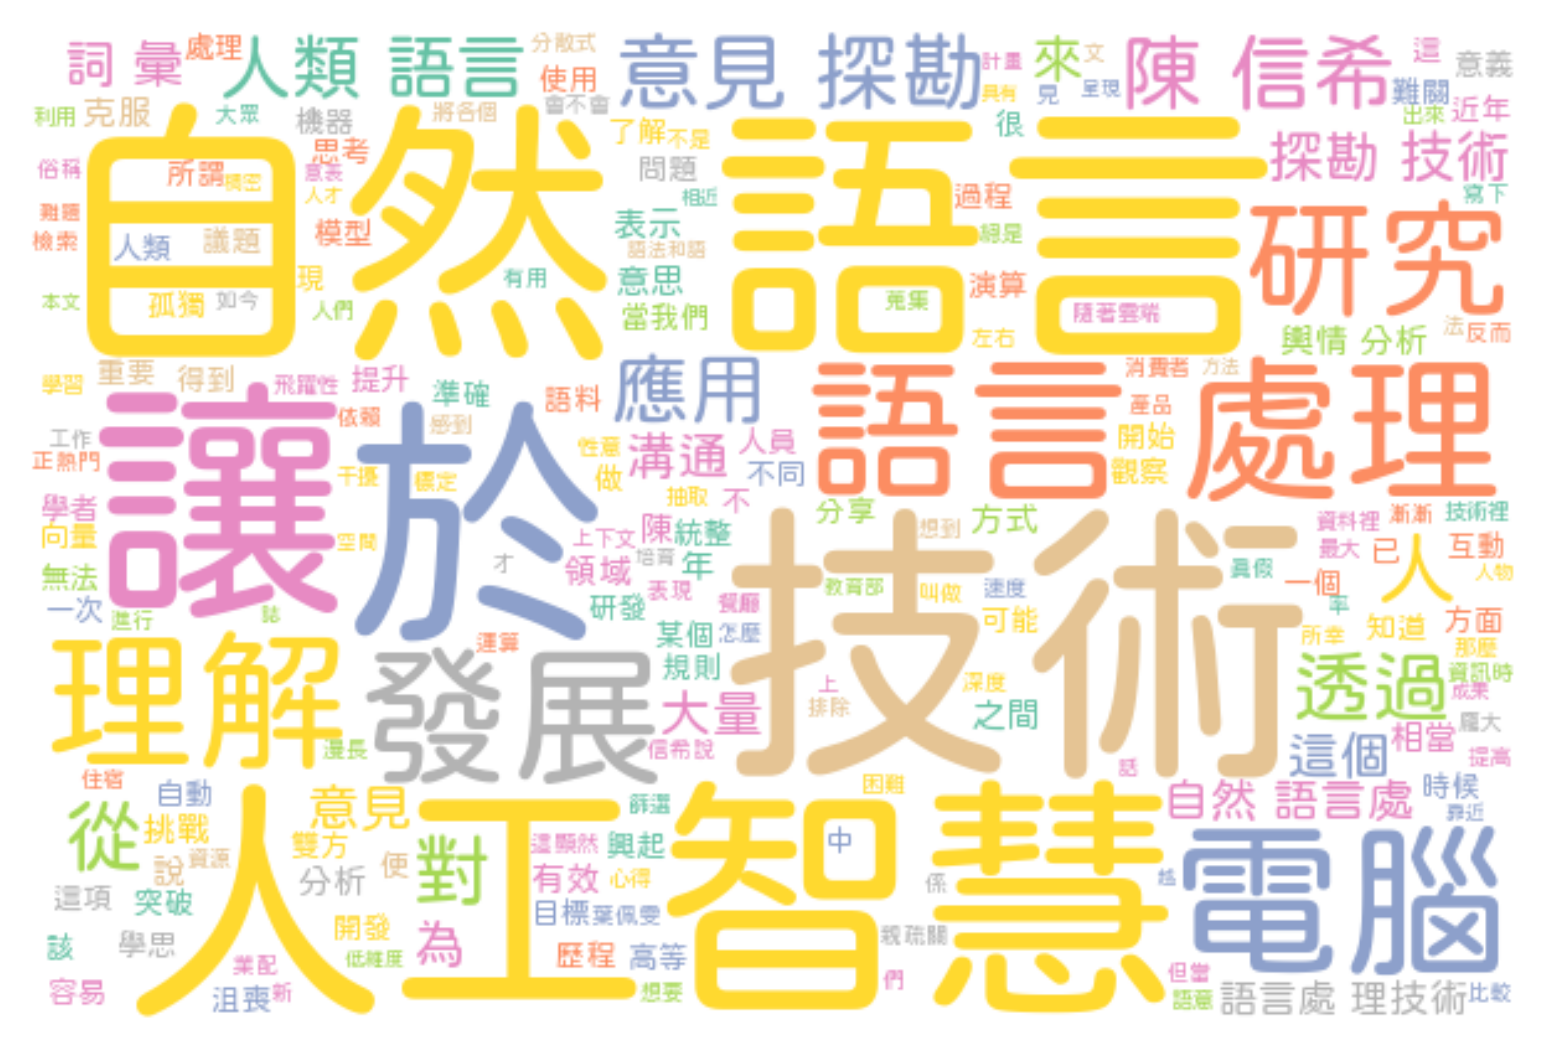 詞 彙 處理 人類 語言 分散式 使用 意見 探勘 計畫 具有 來 文 見 呈現 陳 信希 這 難關 意義
利用 克服 大眾 機器 將各個 會不會 了解 不是 很 出來 近年
俗稱 所謂 精密 思考 意義 人才 問題 相近 過程 探勘 技術 寫下
自然 語言
難題 檢索 人類 議題 模型 表示 語法和語 總是 研究
本文 孤獨 如今 現 人們 有用 意思 當我們 蒐集 演算 左右 隨著雲端 輿情 分析 法 反而
學習 重要 得到 飛躍性 提升 準確 語料 應用 語言 處理 消費者 方法 產品
工作 正熱門 讓 依賴 感到 於 性意 溝通 人員 不同 開始 觀察
學者 干擾 穩定 做 抽取 不 分享 想到 方式 資料裡 漸漸 技術裡
向量 空間 才 上下文 陳 統整 技術 最大 已 人 互動
無法 領域 培育 年 表現 教育部 叫做 速度 真假 一個 人物
一次 進行 誌 研發 餐廳 可能 率 方面
理解 發展 運算 某個 怎麼 所幸 知道 那麼
規則 上 深度 透過 資訊時 成果
漫長 信希說 大量 排除 之間 這個 相當 龐大 提高
住宿 自動 意見 篩選 困難 話 自然 語言處 時候 靠近
從 挑戰 人工智慧 雙方 對 這顯然 興起 中 電腦
說 資源 分析 便 有效 心得 係 越
這項 突破 開發 目標 葉佩雯
該 學思 為 親疏關
業配 低維度 歷程 高等 們 但當
容易 沮喪 新 想要 語意 語言處 理技術 比較